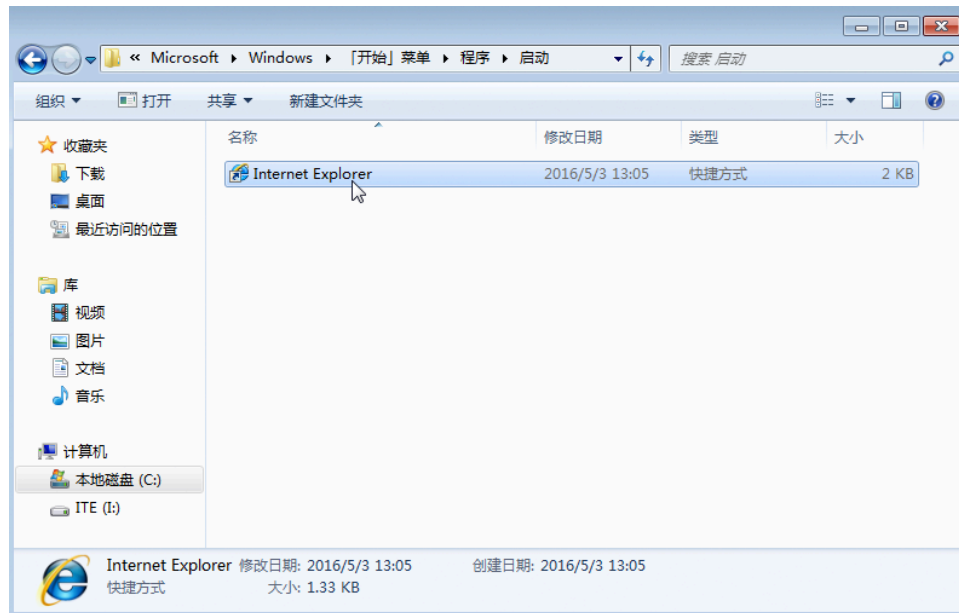 « Microsoft ▸ Windows ▸ 「开始」菜单 ▸ 程序 ▸ 启动
搜索 启动
组织 打开 共享 新建文件夹
名称 修改日期 类型 大小
Internet Explorer 2016/5/3 13:05 快捷方式 2 KB
收藏夹
下载
桌面
最近访问的位置
库
视频
图片
文档
音乐
计算机
本地磁盘 (C:)
ITE (I:)
Internet Explorer 修改日期: 2016/5/3 13:05 创建日期: 2016/5/3 13:05
快捷方式 大小: 1.33 KB